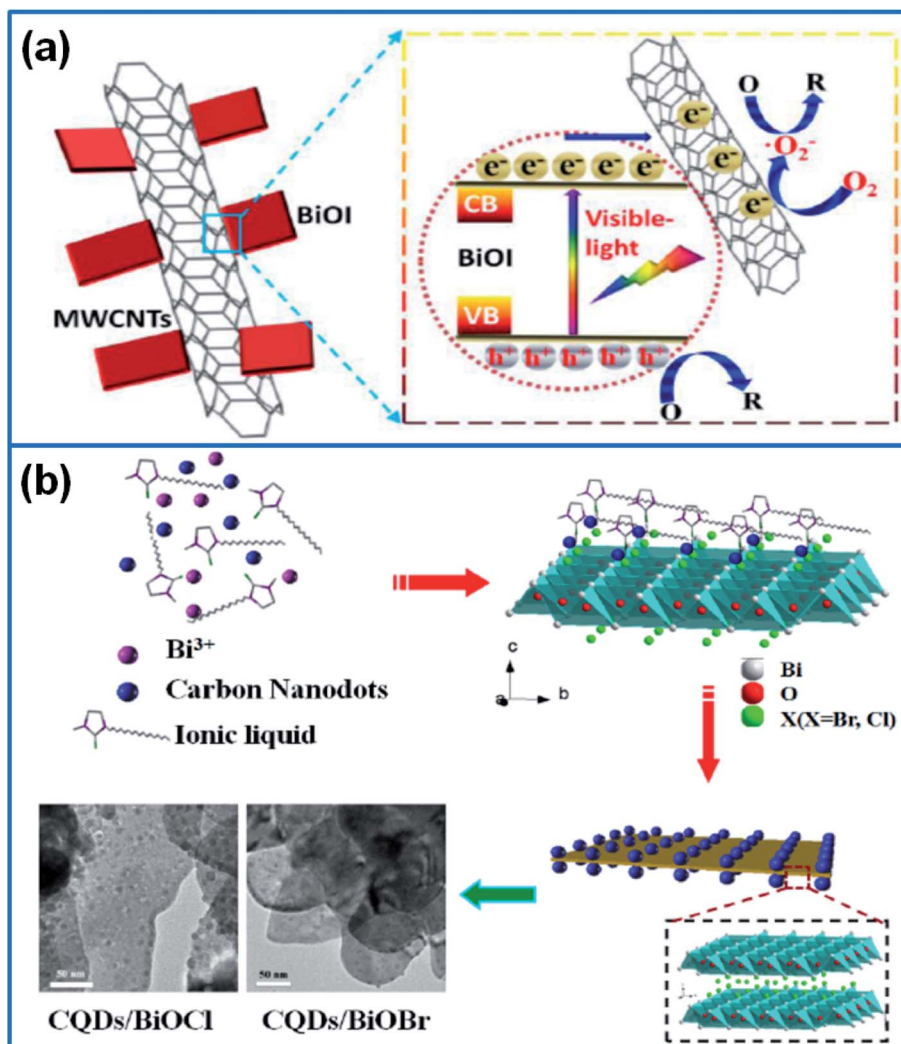 (a)
BiOI
MWCNTs
e⁻ e⁻ e⁻ e⁻ e⁻
CB
BiOI
VB
Visible-
light
h⁺ h⁺ h⁺ h⁺ h⁺
O R
e⁻
e⁻
e⁻
·O₂⁻
O₂
O R
(b)
Bi³⁺
Carbon Nanodots
Ionic liquid
c
a b
Bi
O
X(X=Br, Cl)
50 nm
50 nm
CQDs/BiOCl CQDs/BiOBr